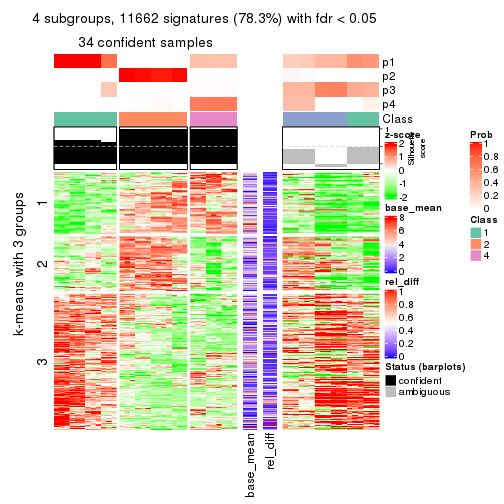 4 subgroups, 11662 signatures (78.3%) with fdr < 0.05
34 confident samples
p1
p2
p3
p4
Class
1
Silhouette
score
k-means with 3 groups
1
2
3
base_mean
rel_diff
z-score
2
1
0
-1
-2
base_mean
8
6
4
2
0
rel_diff
1
0.8
0.6
0.4
0.2
0
Status (barplots)
confident
ambiguous
Prob
1
0.8
0.6
0.4
0.2
0
Class
1
2
4